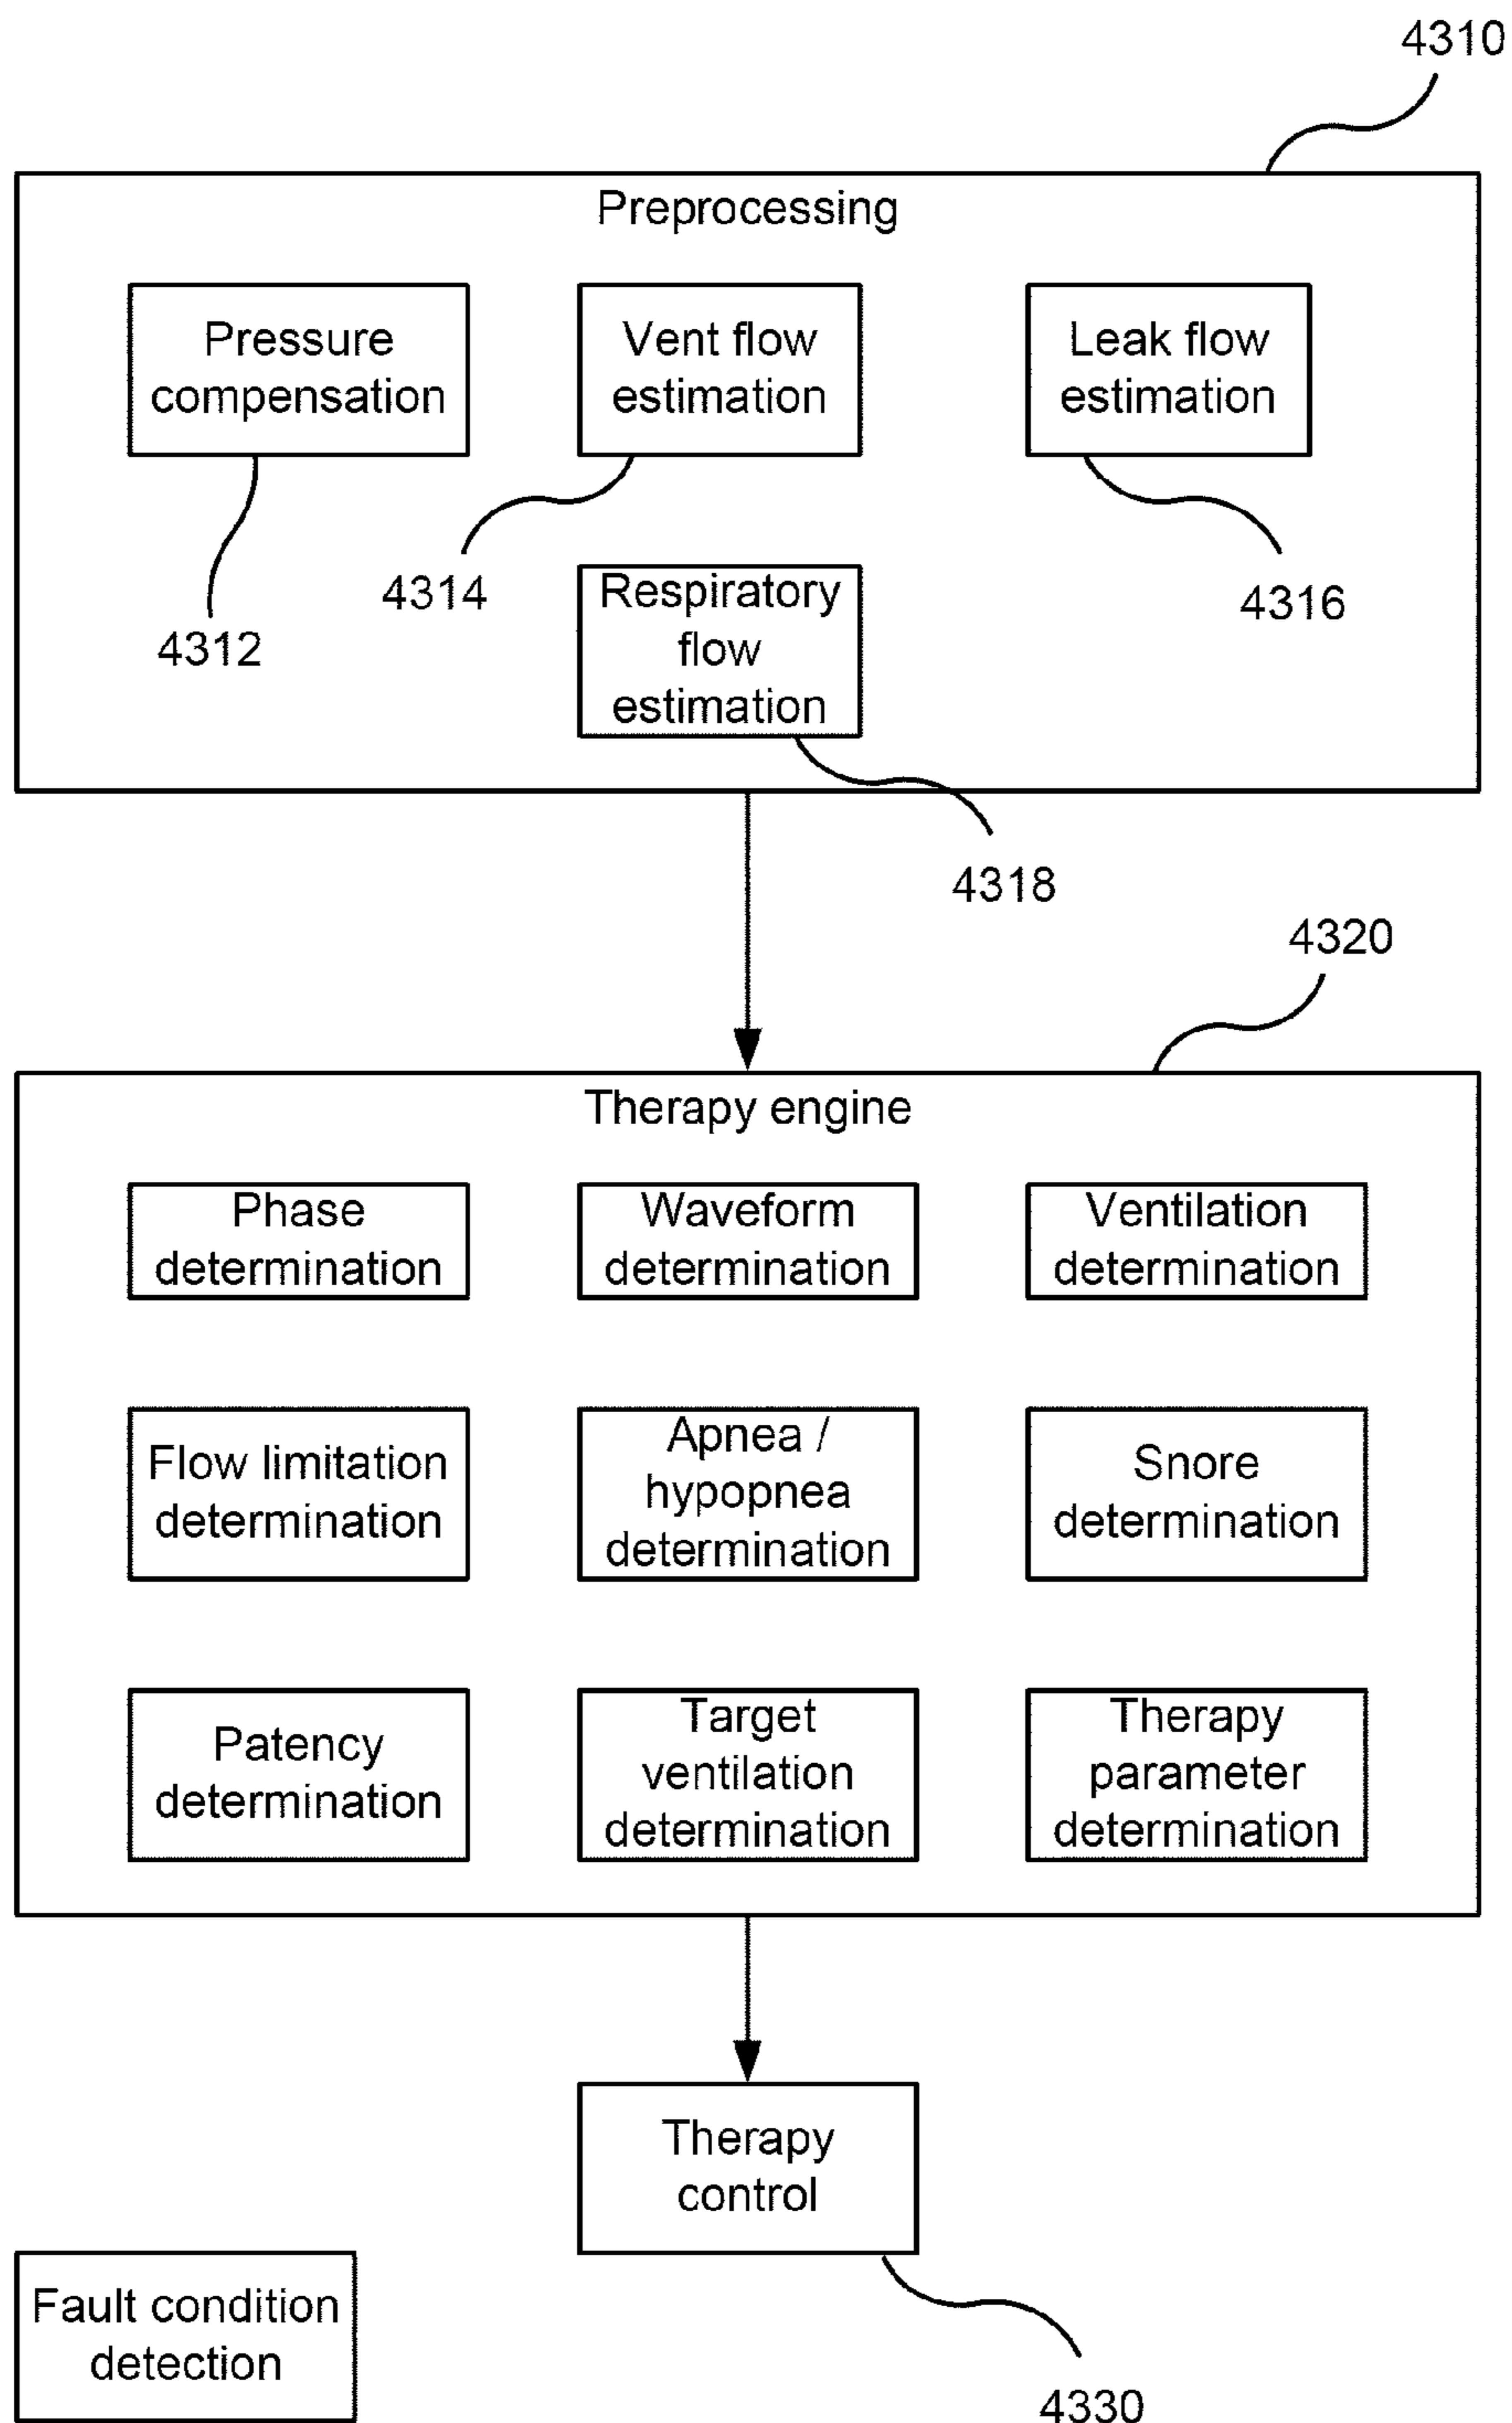 4310
Preprocessing
Pressure
compensation
Vent flow
estimation
Leak flow
estimation
4312
4314
4316
Respiratory
flow
estimation
4318
4320
Therapy engine
Phase
determination
Waveform
determination
Ventilation
determination
Flow limitation
determination
Apnea /
hypopnea
determination
Snore
determination
Patency
determination
Target
ventilation
determination
Therapy
parameter
determination
Therapy
control
4330
Fault condition
detection